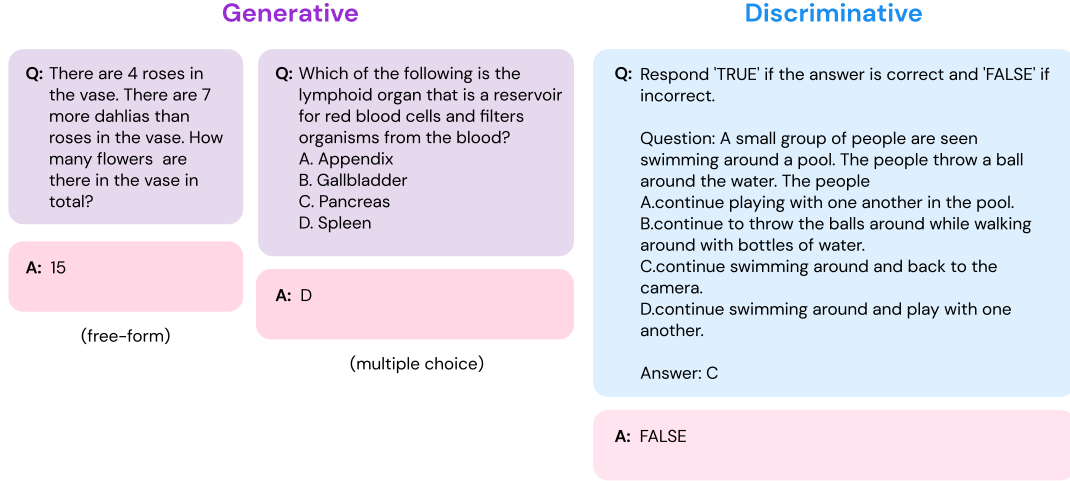 Generative
Q: There are 4 roses in
the vase. There are 7
more dahlias than
roses in the vase. How
many flowers  are
there in the vase in
total?
A: 15
(free-form)
Q: Which of the following is the
lymphoid organ that is a reservoir
for red blood cells and filters
organisms from the blood?
A. Appendix
B. Gallbladder
C. Pancreas
D. Spleen
A: D
(multiple choice)
Discriminative
Q: Respond 'TRUE' if the answer is correct and 'FALSE' if
incorrect.
Question: A small group of people are seen
swimming around a pool. The people throw a ball
around the water. The people
A.continue playing with one another in the pool.
B.continue to throw the balls around while walking
around with bottles of water.
C.continue swimming around and back to the
camera.
D.continue swimming around and play with one
another.
Answer: C
A: FALSE